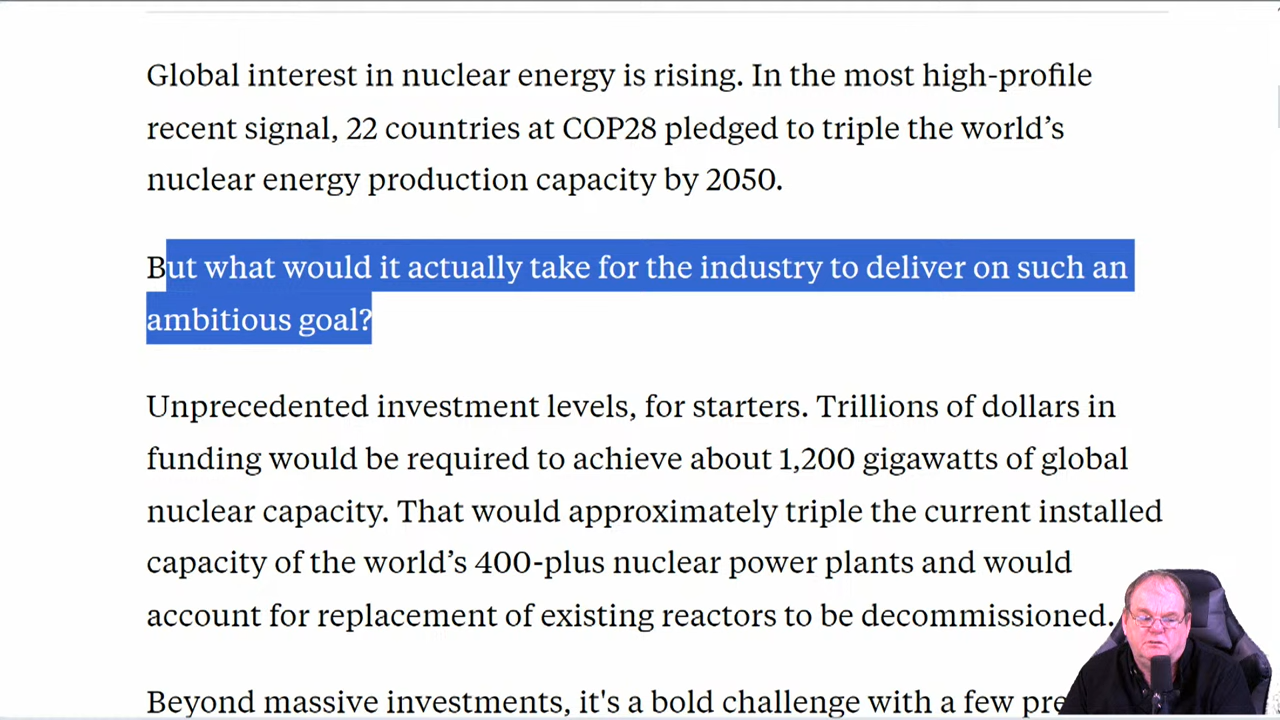 Global interest in nuclear energy is rising. In the most high-profile
recent signal, 22 countries at COP28 pledged to triple the world’s
nuclear energy production capacity by 2050.
But what would it actually take for the industry to deliver on such an
ambitious goal?
Unprecedented investment levels, for starters. Trillions of dollars in
funding would be required to achieve about 1,200 gigawatts of global
nuclear capacity. That would approximately triple the current installed
capacity of the world’s 400-plus nuclear power plants and would
account for replacement of existing reactors to be decommissioned.
Beyond massive investments, it's a bold challenge with a few